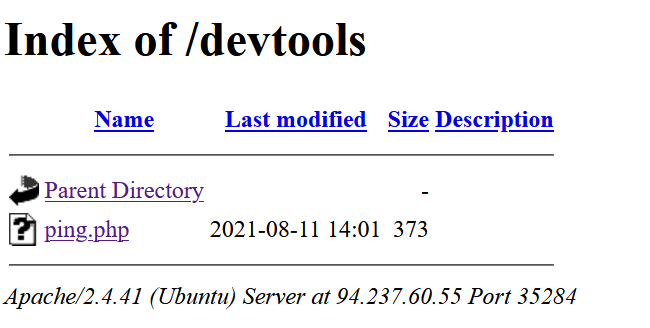 Index of /devtools
Name Last modified Size Description
Parent Directory -
ping.php 2021-08-11 14:01 373
Apache/2.4.41 (Ubuntu) Server at 94.237.60.55 Port 35284